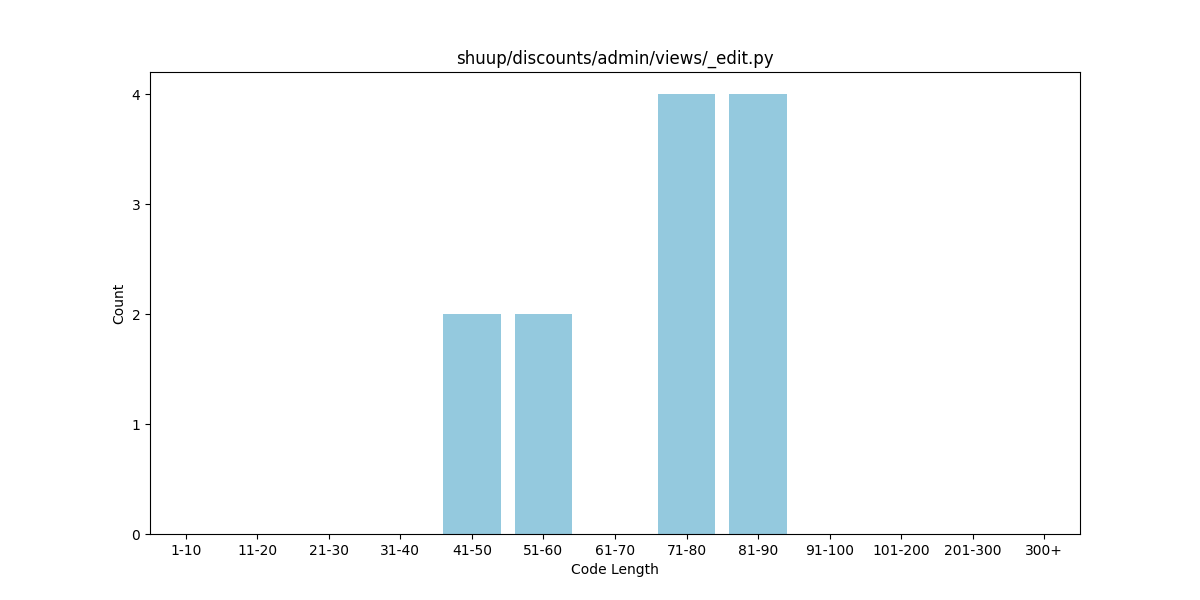 shuup/discounts/admin/views/_edit.py
4
3
2
1
0
Count
1-10 11-20 21-30 31-40 41-50 51-60 61-70 71-80 81-90 91-100 101-200 201-300 300+
Code Length